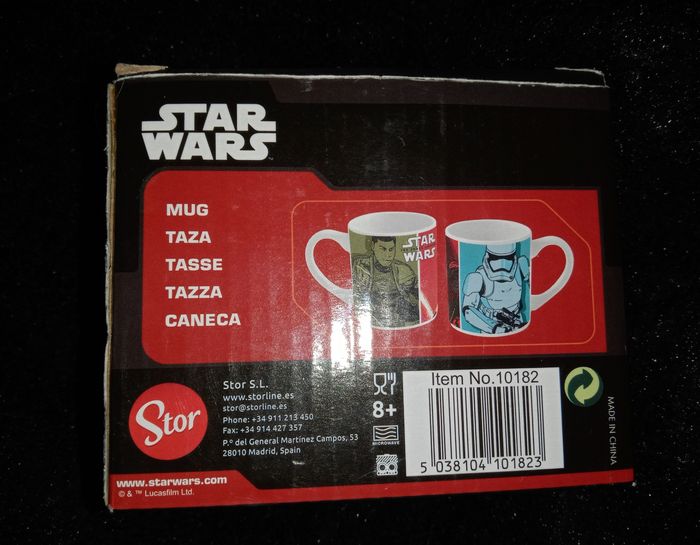 STAR
WARS
MUG
TAZA
TASSE
TAZZA
CANECA
STAR
WARS
Stor
Stor S.L.
www.storline.es
stor@storline.es
Phone: +34 911 213 450
Fax: +34 914 427 357
P.º del General Martínez Campos, 53
28010 Madrid, Spain
8+
MICROWAVE
Item No.10182
5 038104 101823
MADE IN CHINA
www.starwars.com
© & ™ Lucasfilm Ltd.